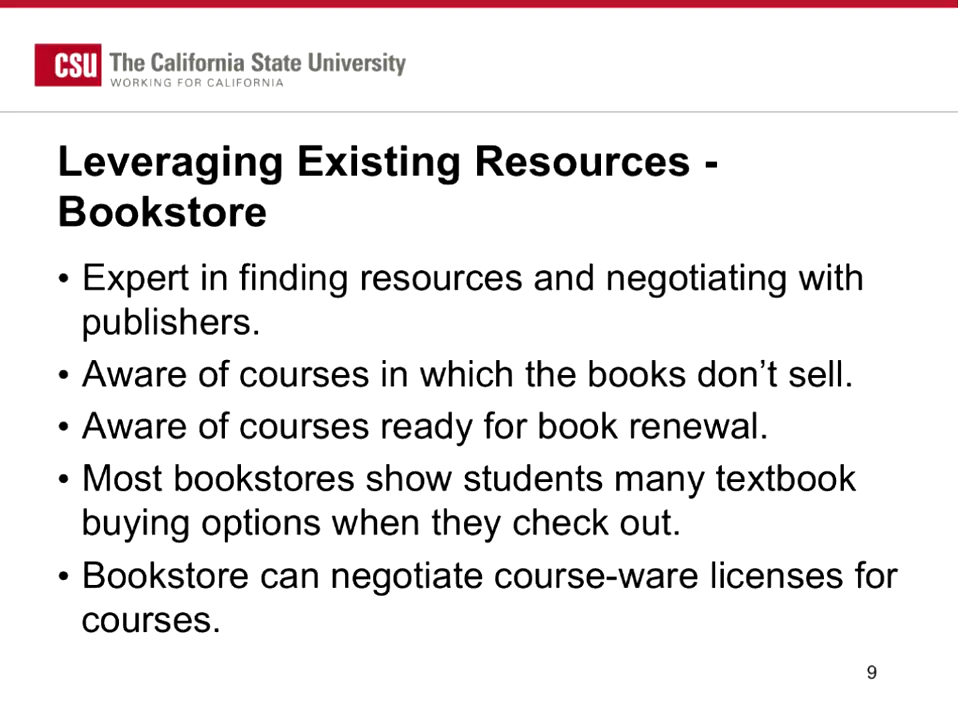 CSU The California State University
WORKING FOR CALIFORNIA
Leveraging Existing Resources -
Bookstore
• Expert in finding resources and negotiating with
publishers.
• Aware of courses in which the books don’t sell.
• Aware of courses ready for book renewal.
• Most bookstores show students many textbook
buying options when they check out.
• Bookstore can negotiate course-ware licenses for
courses.
9